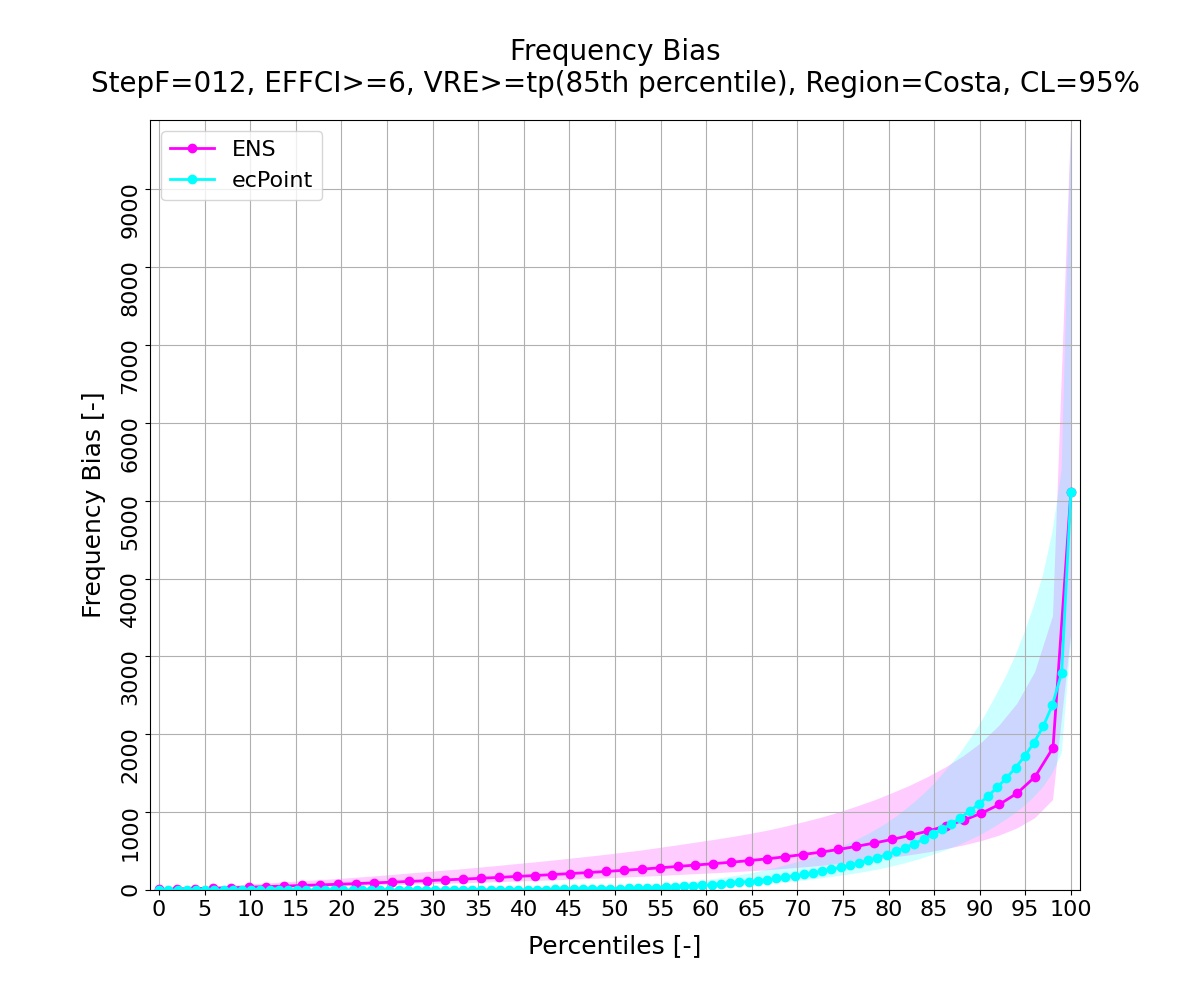 Frequency Bias
StepF=012, EFFCI>=6, VRE>=tp(85th percentile), Region=Costa, CL=95%
ENS
ecPoint
Frequency Bias [-]
9000
8000
7000
6000
5000
4000
3000
2000
1000
0
0 5 10 15 20 25 30 35 40 45 50 55 60 65 70 75 80 85 90 95 100
Percentiles [-]